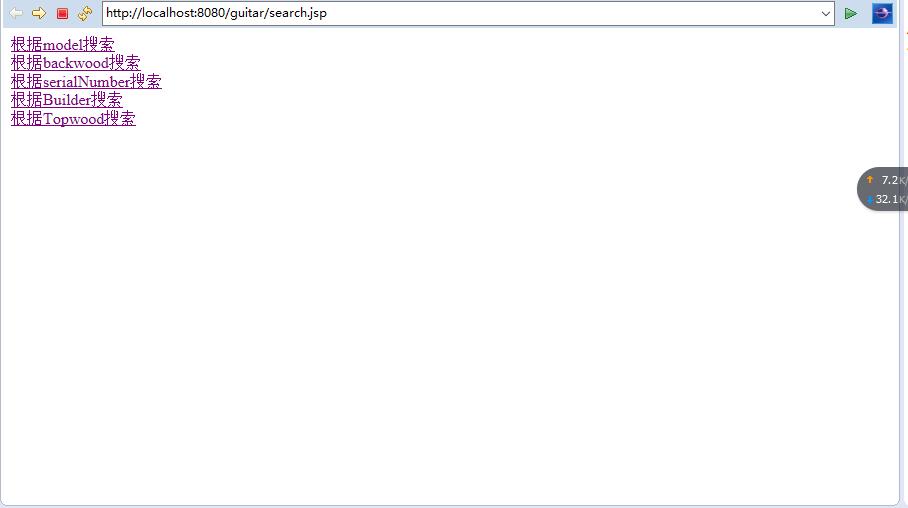 http://localhost:8080/guitar/search.jsp
根据model搜索
根据backwood搜索
根据serialNumber搜索
根据Builder搜索
根据Topwood搜索
7.2K/
32.1K/